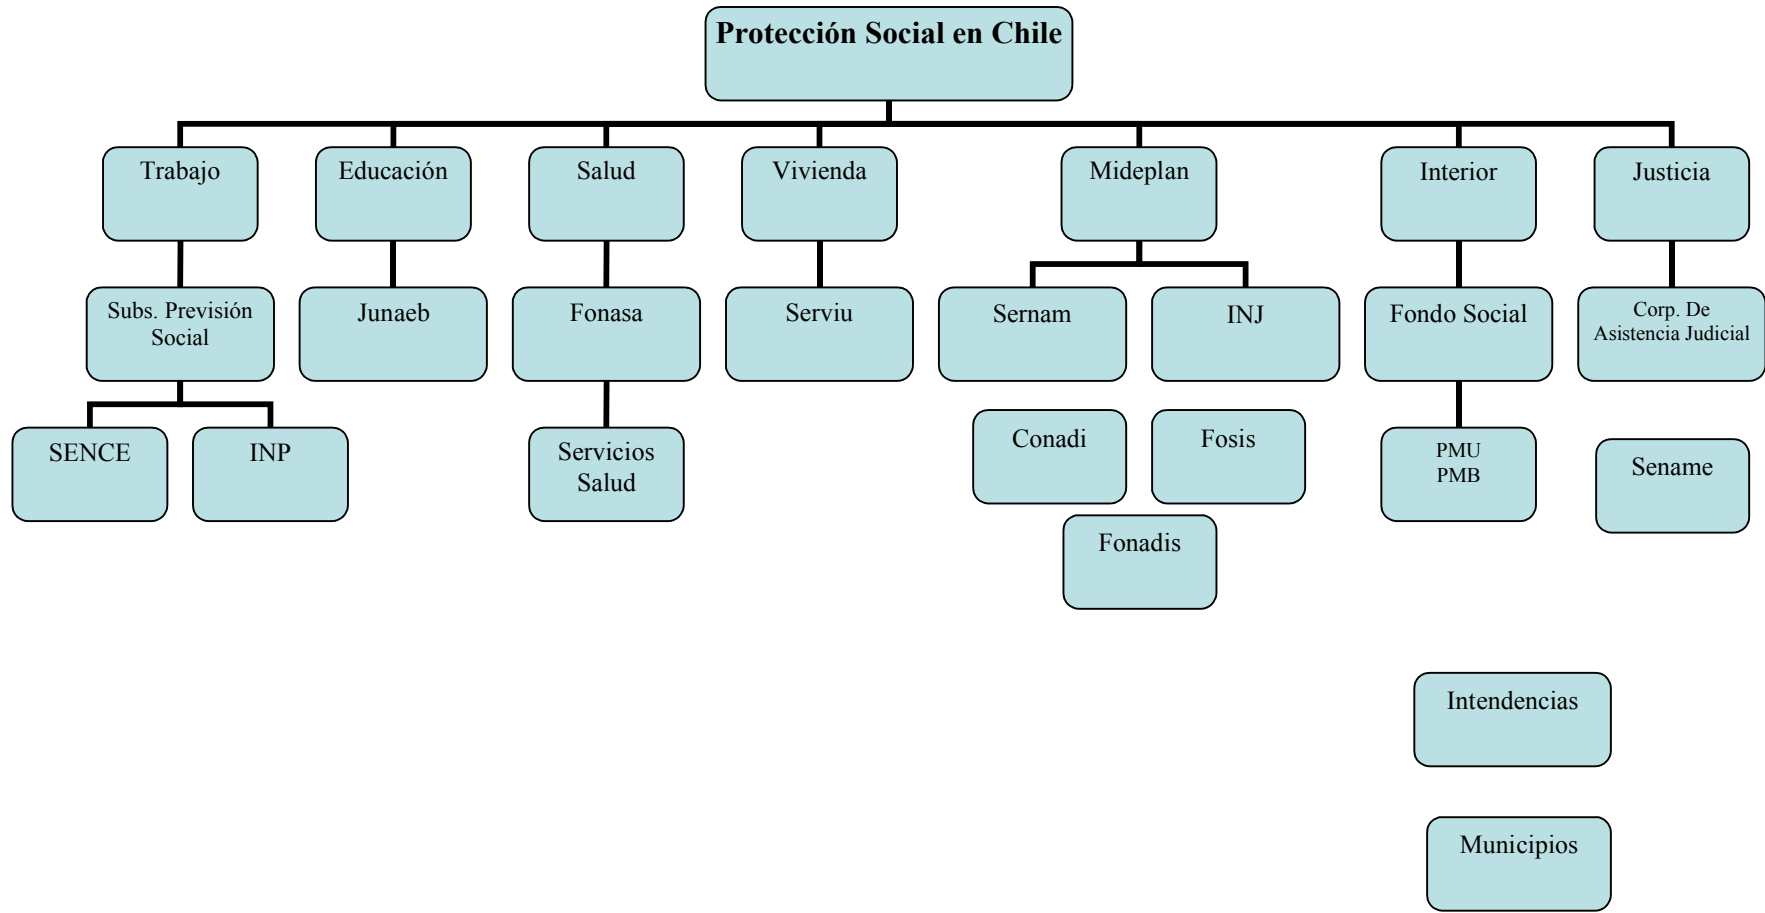 Protección Social en Chile
Trabajo
Educación
Salud
Vivienda
Mideplan
Interior
Justicia
Subs. Previsión
Social
Junaeb
Fonasa
Serviu
Sernam
INJ
Fondo Social
Corp. De
Asistencia Judicial
SENCE
INP
Servicios
Salud
Conadi
Fosis
PMU
PMB
Sename
Fonadis
Intendencias
Municipios